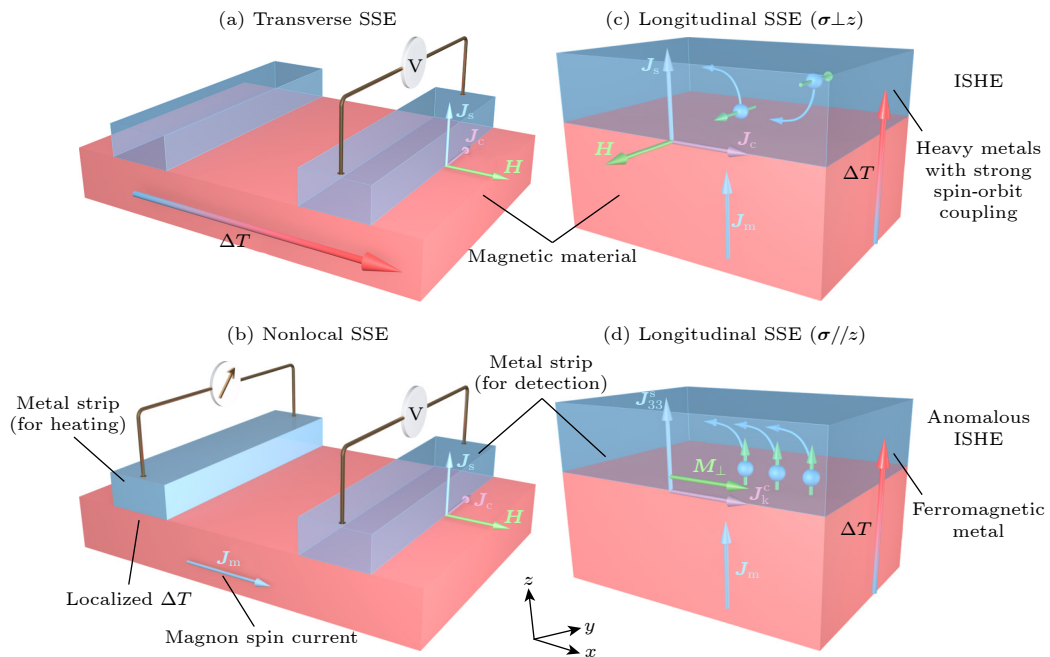 (a) Transverse SSE
V
J_s
J_c
H
ΔT
Magnetic material
(c) Longitudinal SSE (σ⊥z)
J_s
H
J_c
J_m
ΔT
ISHE
Heavy metals
with strong
spin-orbit
coupling
(b) Nonlocal SSE
Metal strip
(for heating)
V
J_s
J_c
H
J_m
Localized ΔT
Magnon spin current
Metal strip
(for detection)
z
y
x
(d) Longitudinal SSE (σ//z)
J^s_33
M_⊥
J^c_k
J_m
ΔT
Anomalous
ISHE
Ferromagnetic
metal